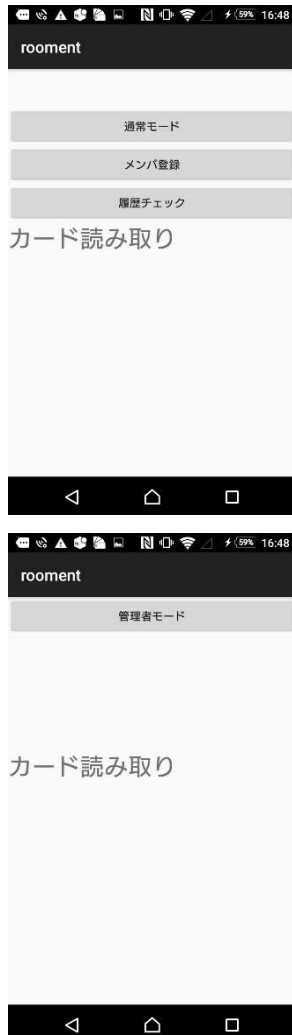 59% 16:48
rooment
通常モード
メンバ登録
履歴チェック
カード読み取り
59% 16:48
rooment
管理者モード
カード読み取り